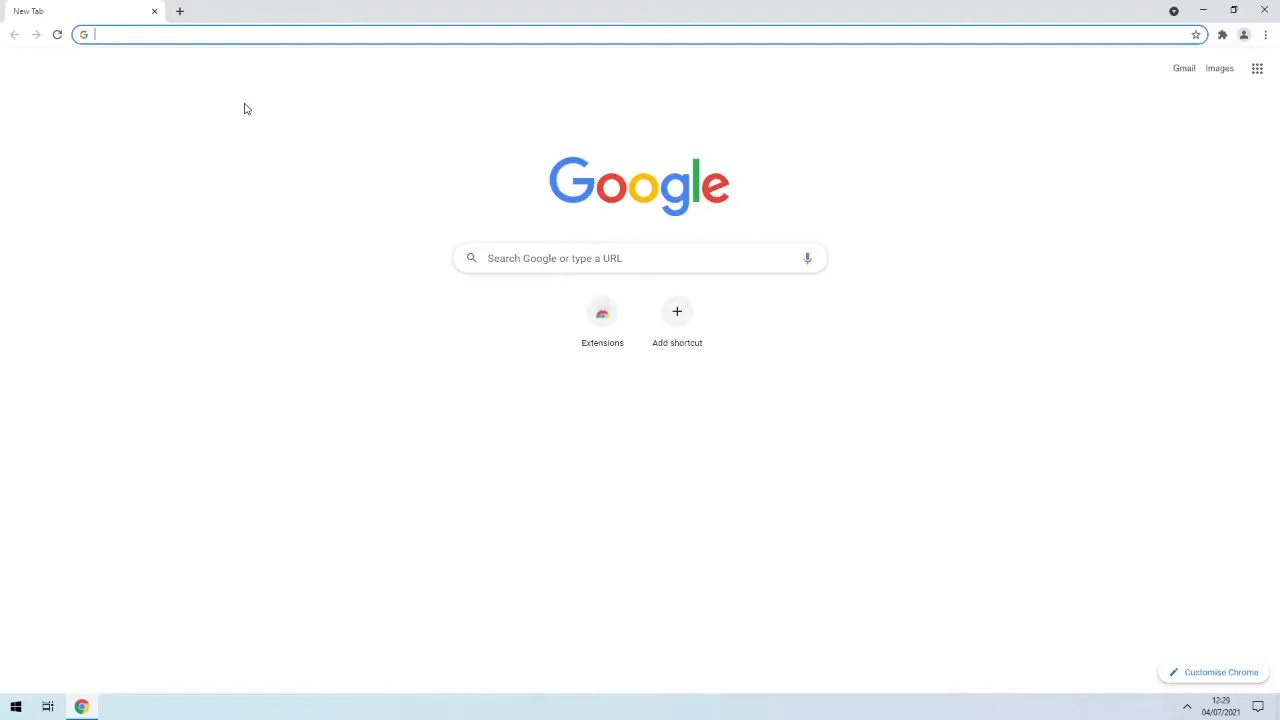 New Tab
Gmail Images
Google
Search Google or type a URL
Extensions Add shortcut
Customise Chrome
12:29
04/07/2021